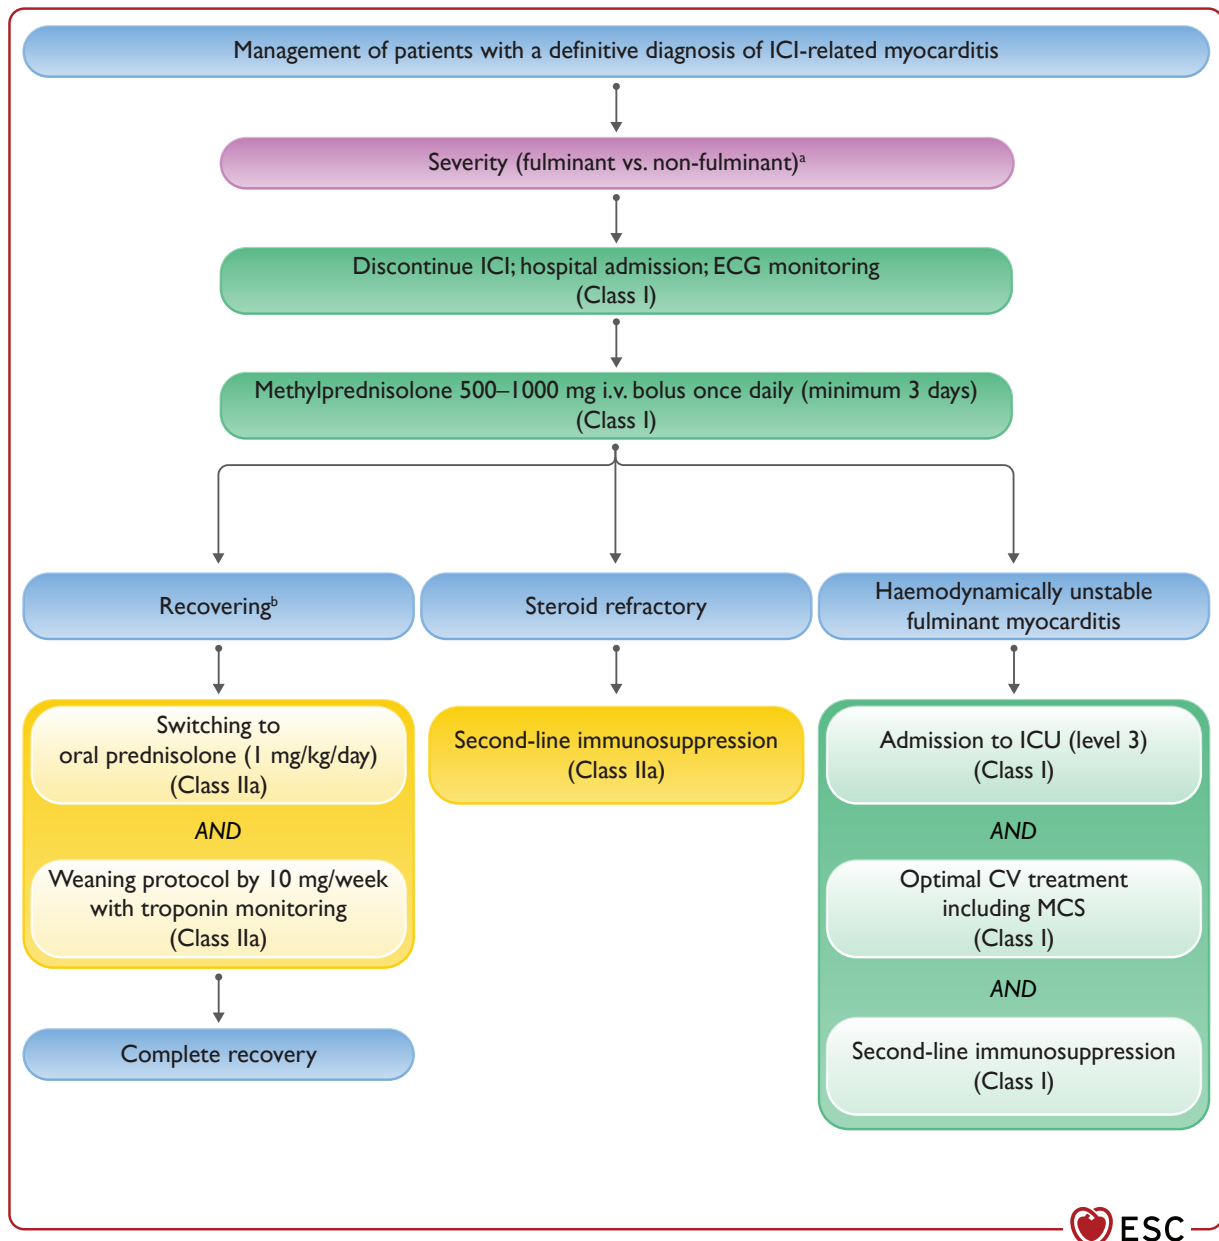 Management of patients with a definitive diagnosis of ICI-related myocarditis
Severity (fulminant vs. non-fulminant)ᵃ
Discontinue ICI; hospital admission; ECG monitoring
(Class I)
Methylprednisolone 500–1000 mg i.v. bolus once daily (minimum 3 days)
(Class I)
Recoveringᵇ
Switching to
oral prednisolone (1 mg/kg/day)
(Class IIa)
AND
Weaning protocol by 10 mg/week
with troponin monitoring
(Class IIa)
Complete recovery
Steroid refractory
Second-line immunosuppression
(Class IIa)
Haemodynamically unstable
fulminant myocarditis
Admission to ICU (level 3)
(Class I)
AND
Optimal CV treatment
including MCS
(Class I)
AND
Second-line immunosuppression
(Class I)
ESC